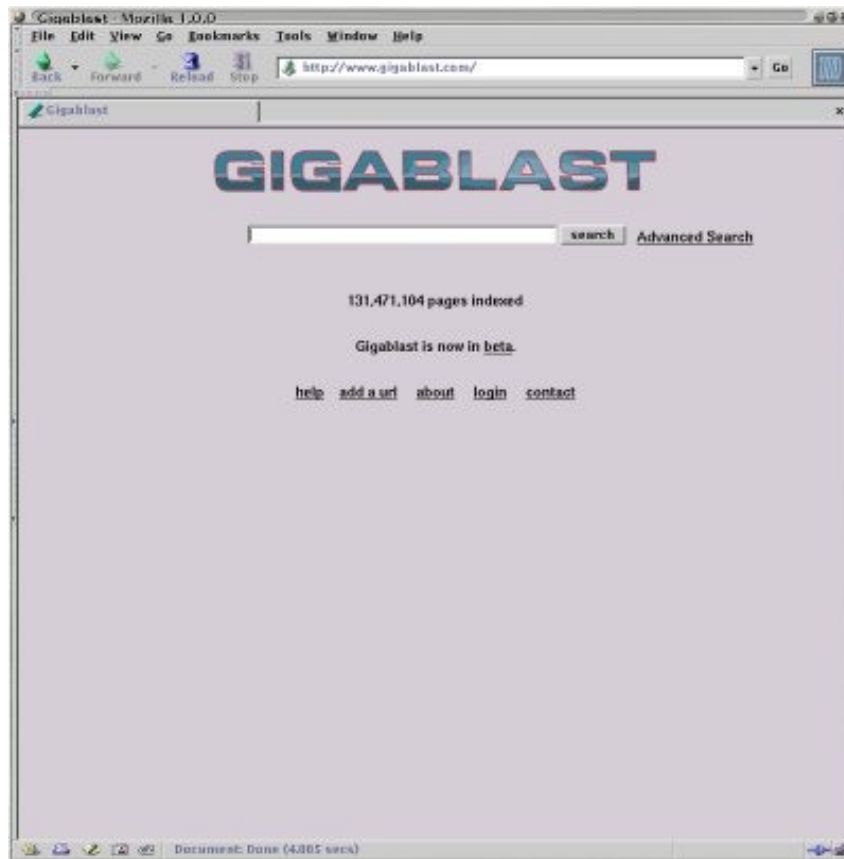 Gigablast - Mozilla 1.0.0
File Edit View Go Bookmarks Tools Window Help
Back Forward Reload Stop http://www.gigablast.com/ Go
Gigablast
GIGABLAST
search Advanced Search
131,471,104 pages indexed
Gigablast is now in beta.
help add a url about login contact
Document: Done (4.005 secs)